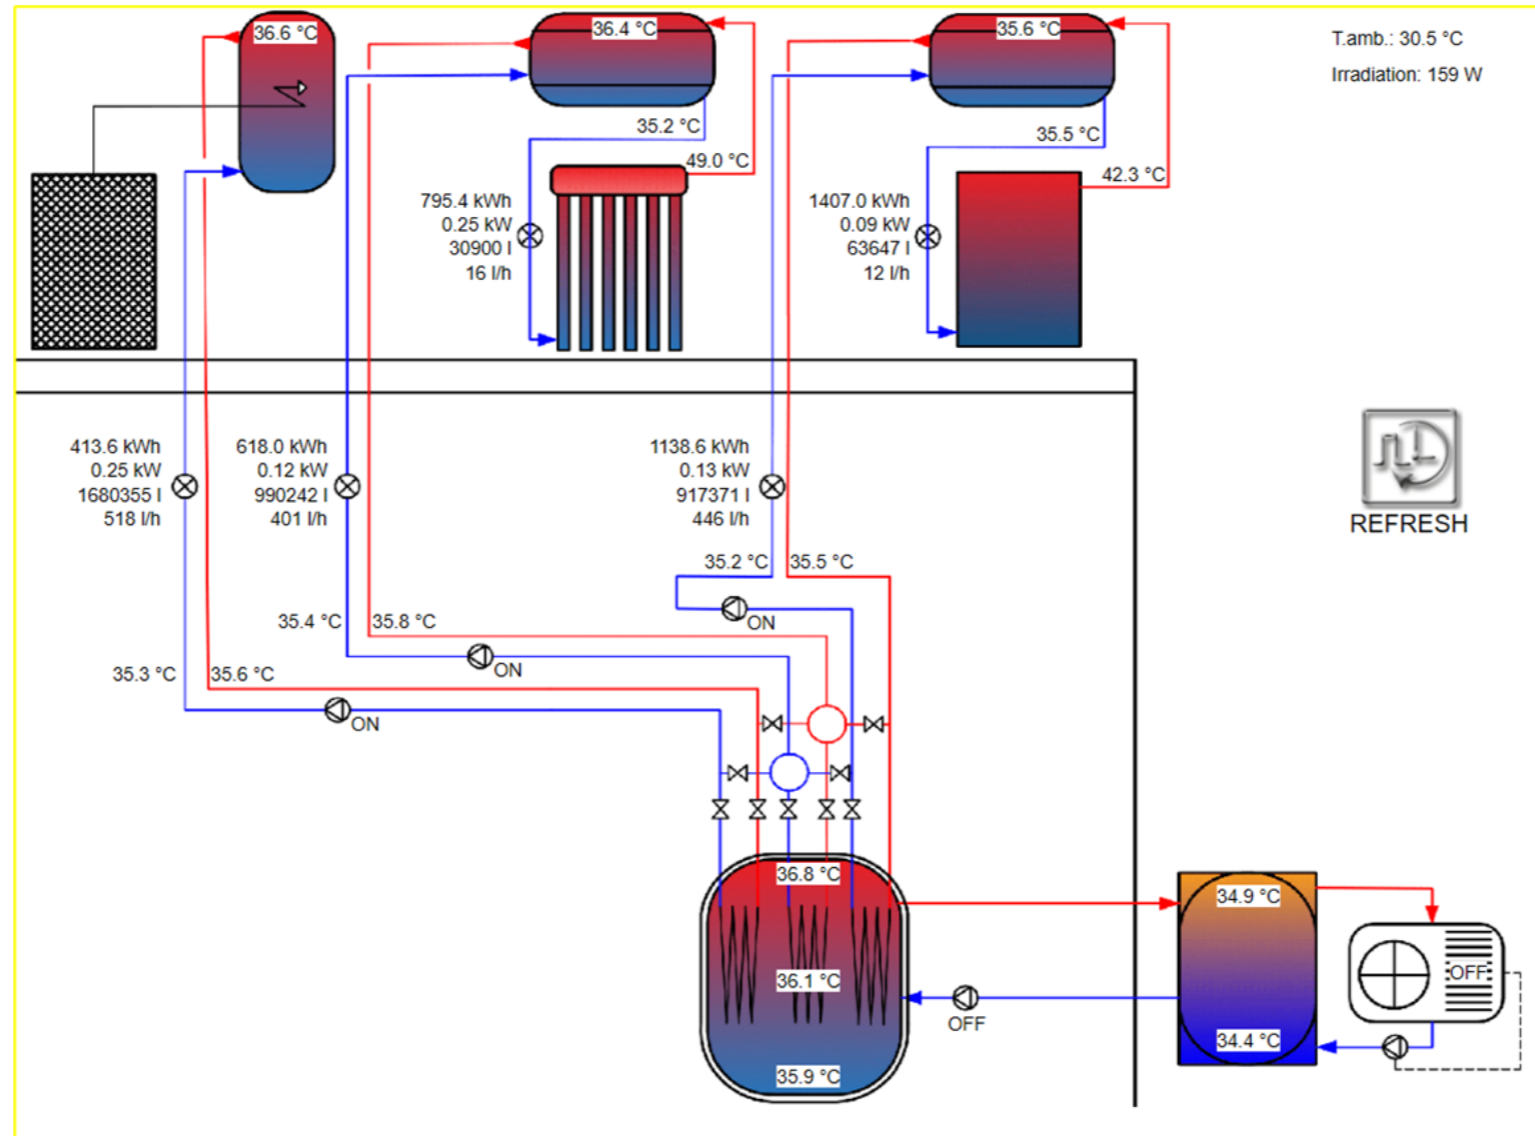 36.6 °C
36.4 °C
35.6 °C
T.amb.: 30.5 °C
Irradiation: 159 W
35.2 °C
35.5 °C
49.0 °C
42.3 °C
795.4 kWh
0.25 kW
30900 l
16 l/h
1407.0 kWh
0.09 kW
63647 l
12 l/h
413.6 kWh
0.25 kW
1680355 l
518 l/h
618.0 kWh
0.12 kW
990242 l
401 l/h
1138.6 kWh
0.13 kW
917371 l
446 l/h
REFRESH
35.2 °C
35.5 °C
ON
35.4 °C
35.8 °C
ON
35.3 °C
35.6 °C
ON
36.8 °C
34.9 °C
36.1 °C
OFF
OFF
34.4 °C
35.9 °C